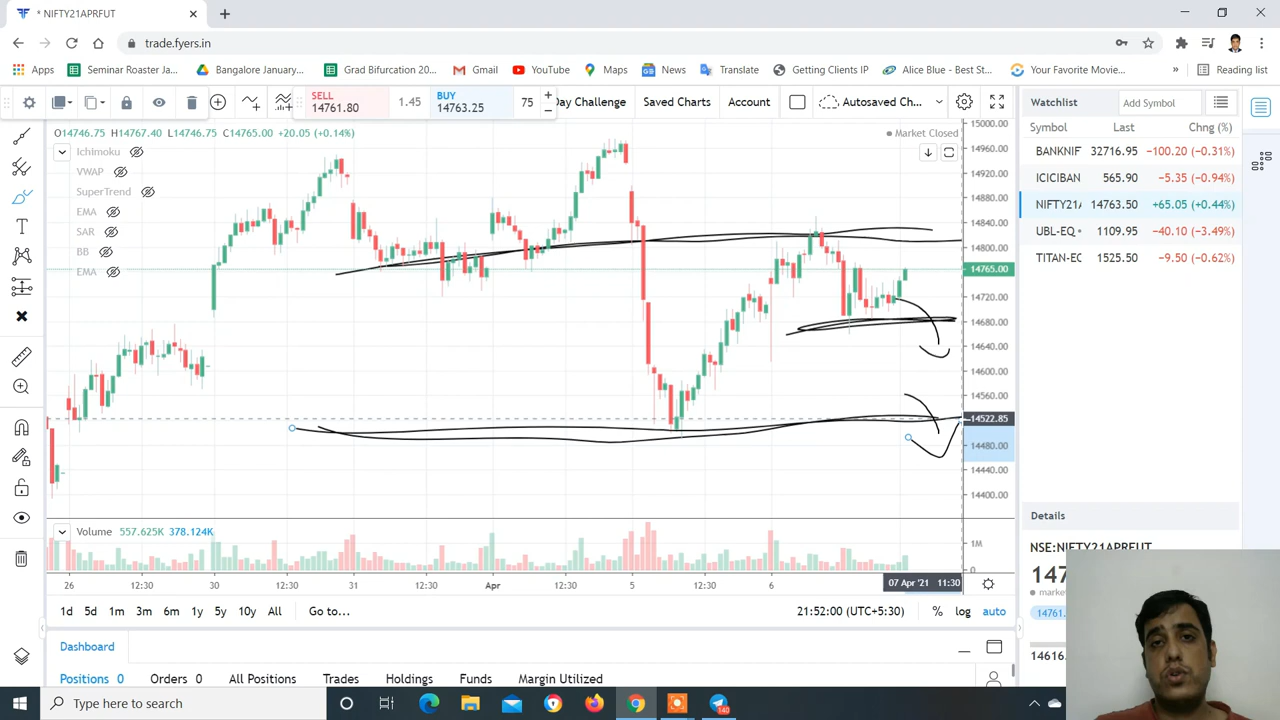 * NIFTY21APRFUT
trade.fyers.in
Apps
Seminar Roaster Ja...
Bangalore January...
Grad Bifurcation 20...
Gmail
YouTube
Maps
News
Translate
Getting Clients IP
Alice Blue - Best St...
Your Favorite Movie...
»
Reading list
SELL
14761.80
1.45
BUY
14763.25
75
Day Challenge
Saved Charts
Account
Autosaved Ch...
Watchlist
Add Symbol
Symbol Last Chng (%)
BANKNIF 32716.95 −100.20 (−0.31%)
ICICIBAN 565.90 −5.35 (−0.94%)
NIFTY21A 14763.50 +65.05 (+0.44%)
UBL-EQ 1109.95 −40.10 (−3.49%)
TITAN-EC 1525.50 −9.50 (−0.62%)
O14746.75 H14767.40 L14746.75 C14765.00 +20.05 (+0.14%)
Market Closed
Ichimoku
VWAP
SuperTrend
EMA
SAR
BB
EMA
15000.00
14960.00
14920.00
14880.00
14840.00
14800.00
14765.00
14720.00
14680.00
14640.00
14600.00
14560.00
14522.85
14480.00
14440.00
14400.00
Volume 557.625K 378.124K
1M
0
26 12:30 30 12:30 31 12:30 Apr 12:30 5 12:30 6
07 Apr '21 11:30
1d 5d 1m 3m 6m 1y 5y 10y All Go to...
21:52:00 (UTC+5:30) % log auto
Details
NSE:NIFTY21APRFUT
Dashboard
Positions 0 Orders 0 All Positions Trades Holdings Funds Margin Utilized
Type here to search
140